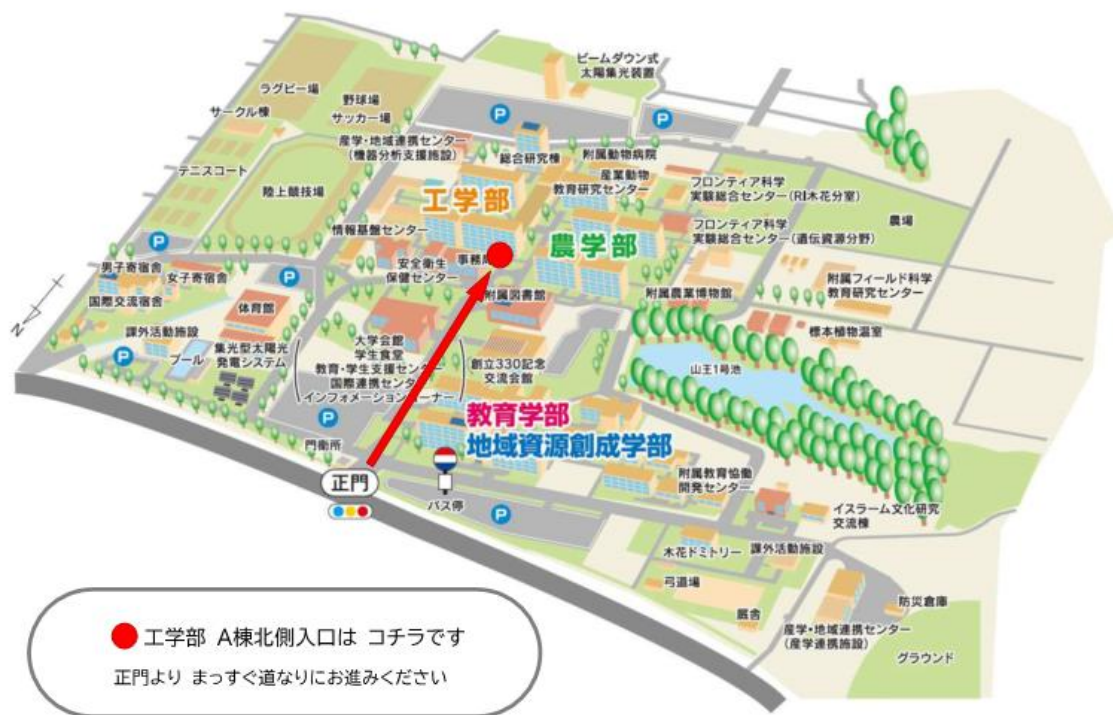 ビームダウン式
太陽集光装置
ラグビー場
野球場
サッカー場
サークル棟
P
P
産学・地域連携センター
(機器分析支援施設)
総合研究棟
附属動物病院
産業動物
教育研究センター
フロンティア科学
実験総合センター(RI木花分室)
テニスコート
陸上競技場
工学部
農場
情報基盤センター
農学部
フロンティア科学
実験総合センター(遺伝資源分野)
P
安全衛生
保健センター
事務局
男子寄宿舎
女子寄宿舎
P
国際交流宿舎
体育館
附属図書館
附属農業博物館
附属フィールド科学
教育研究センター
N
課外活動施設
プール
P
集光型太陽光
発電システム
大学会館
学生食堂
教育・学生支援センター
国際連携センター
インフォメーションコーナー
創立330記念
交流会館
標本植物温室
山王1号池
P
教育学部
地域資源創成学部
門衛所
正門
バス停
P
附属教育協働
開発センター
イスラーム文化研究
交流棟
木花ドミトリー
課外活動施設
弓道場
厩舎
防災倉庫
産学・地域連携センター
(産学連携施設)
グラウンド
工学部 A棟北側入口は コチラです
正門より まっすぐ道なりにお進みください